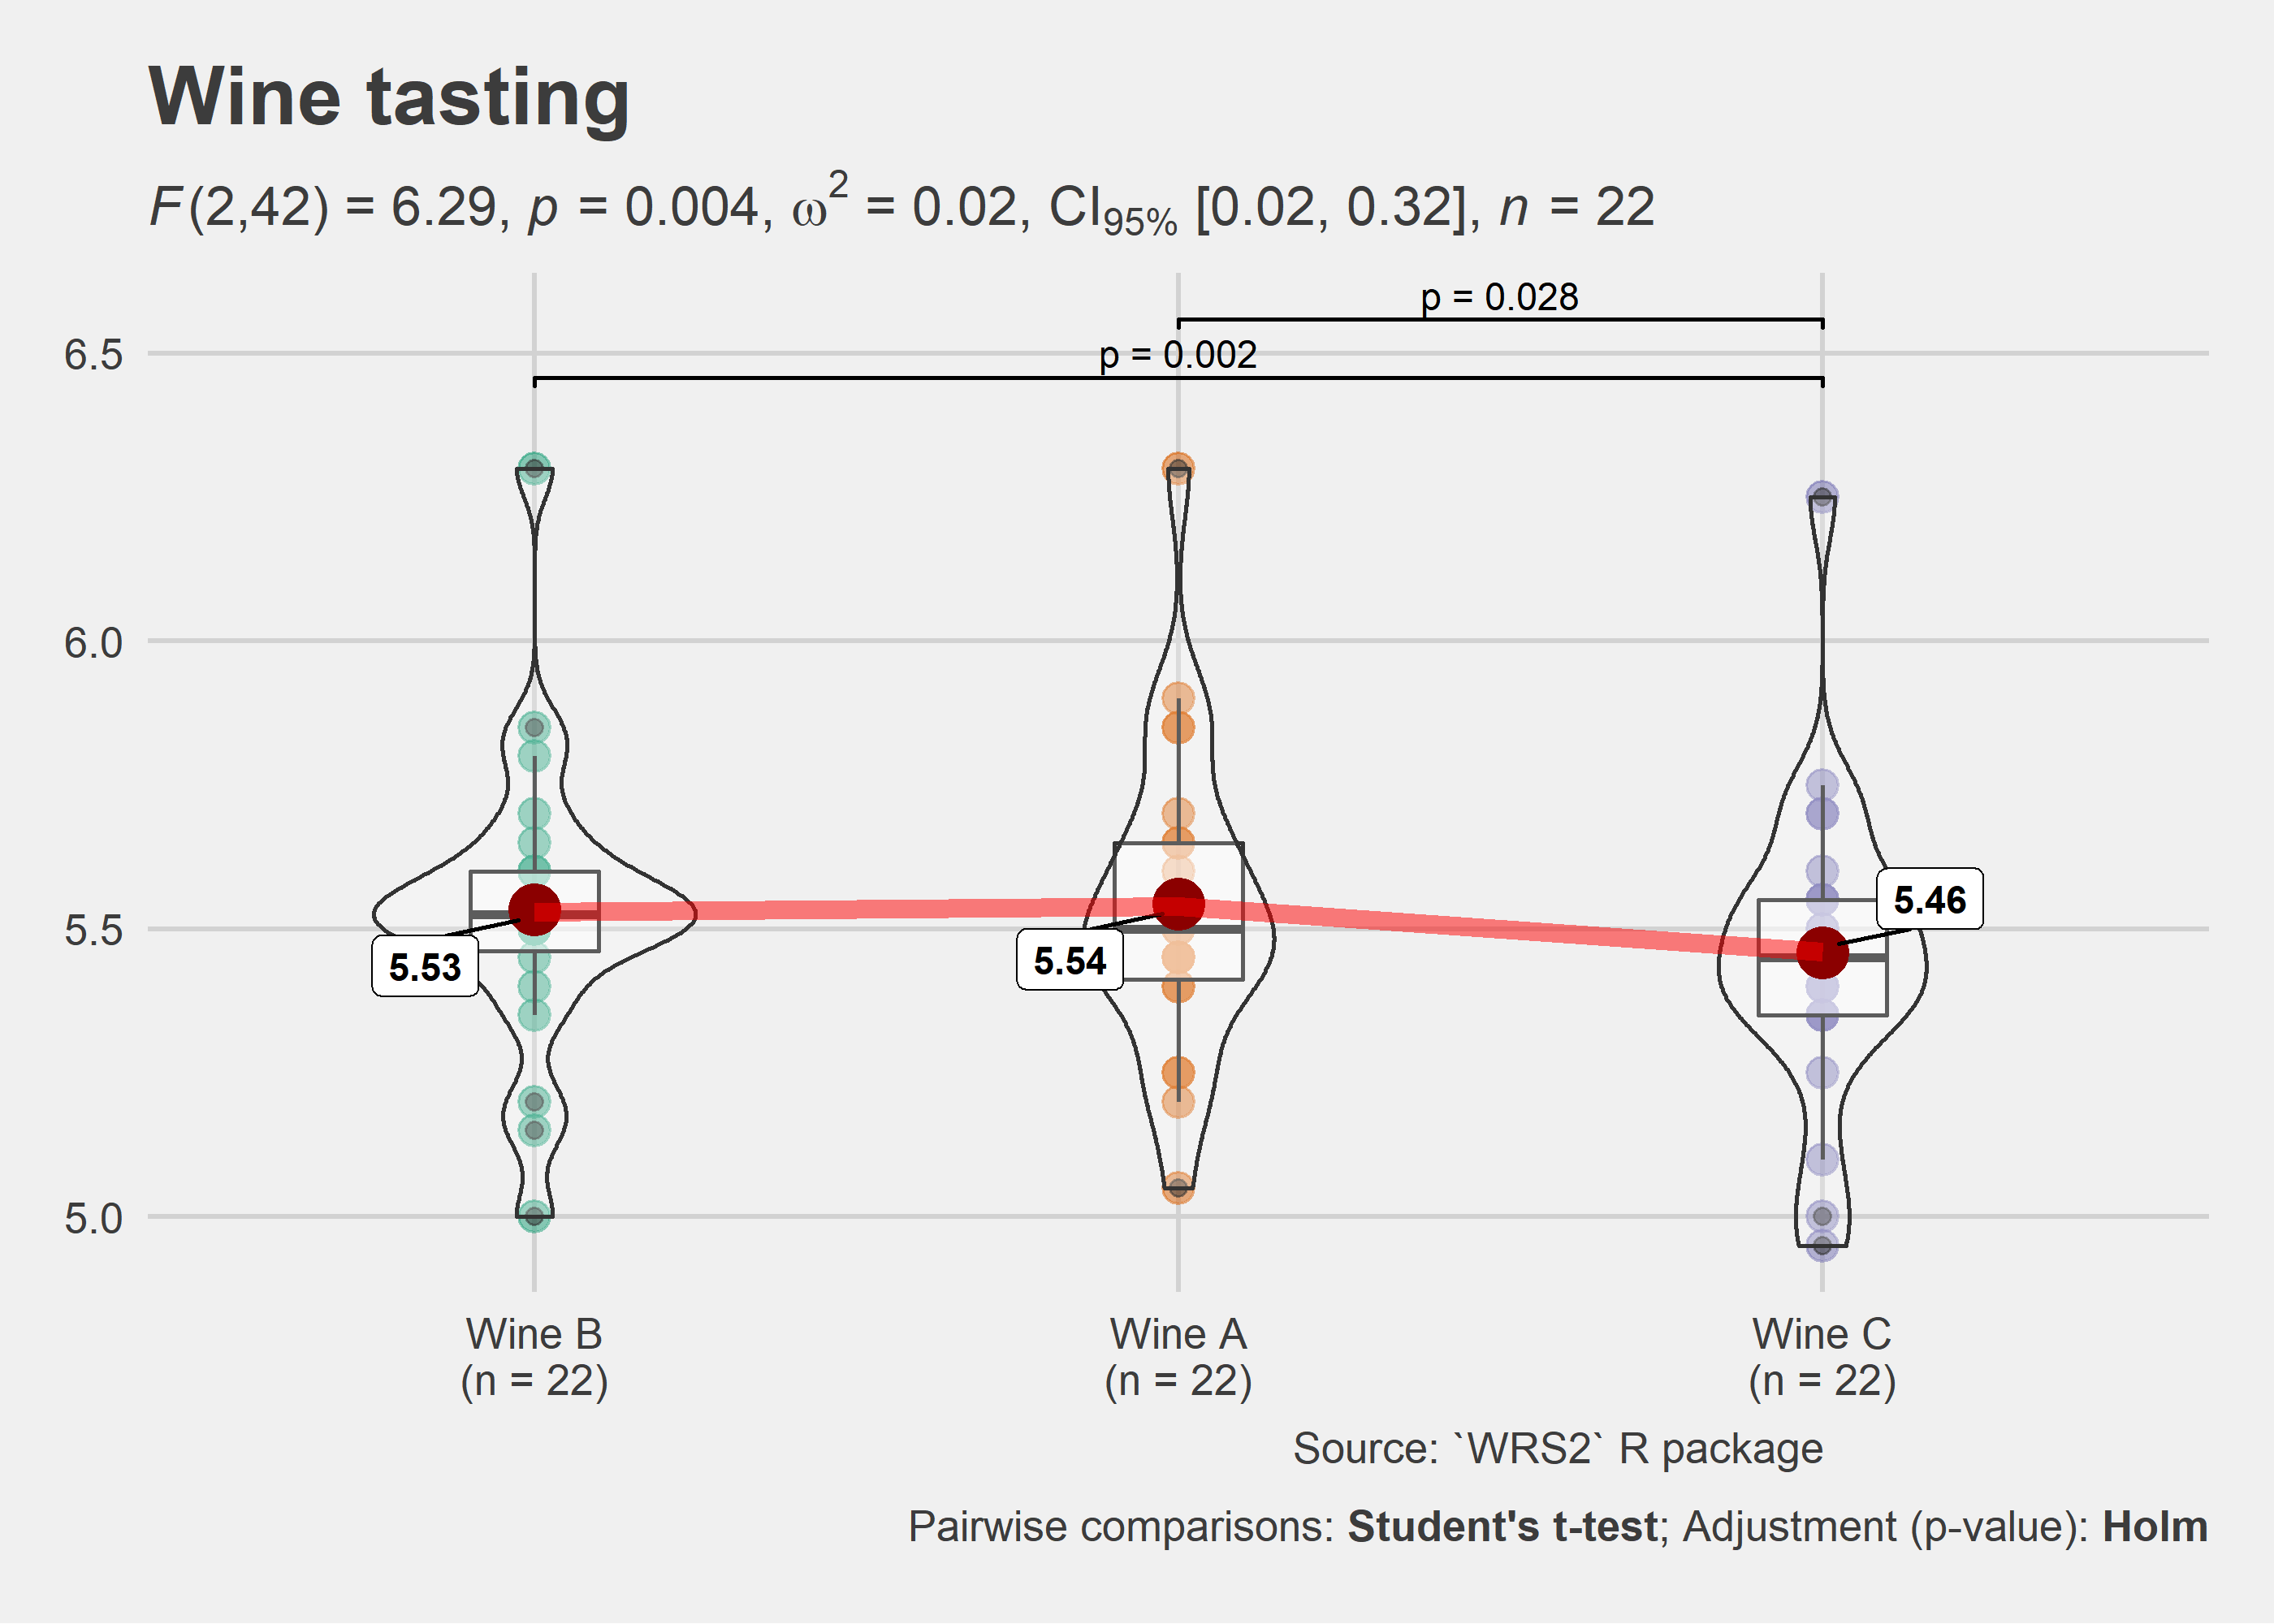 Wine tasting
F(2,42) = 6.29, p = 0.004, ω² = 0.02, CI95% [0.02, 0.32], n = 22
p = 0.028
p = 0.002
6.5
6.0
5.5
5.0
5.53
5.54
5.46
Wine B
(n = 22)
Wine A
(n = 22)
Wine C
(n = 22)
Source: `WRS2` R package
Pairwise comparisons: Student's t-test; Adjustment (p-value): Holm